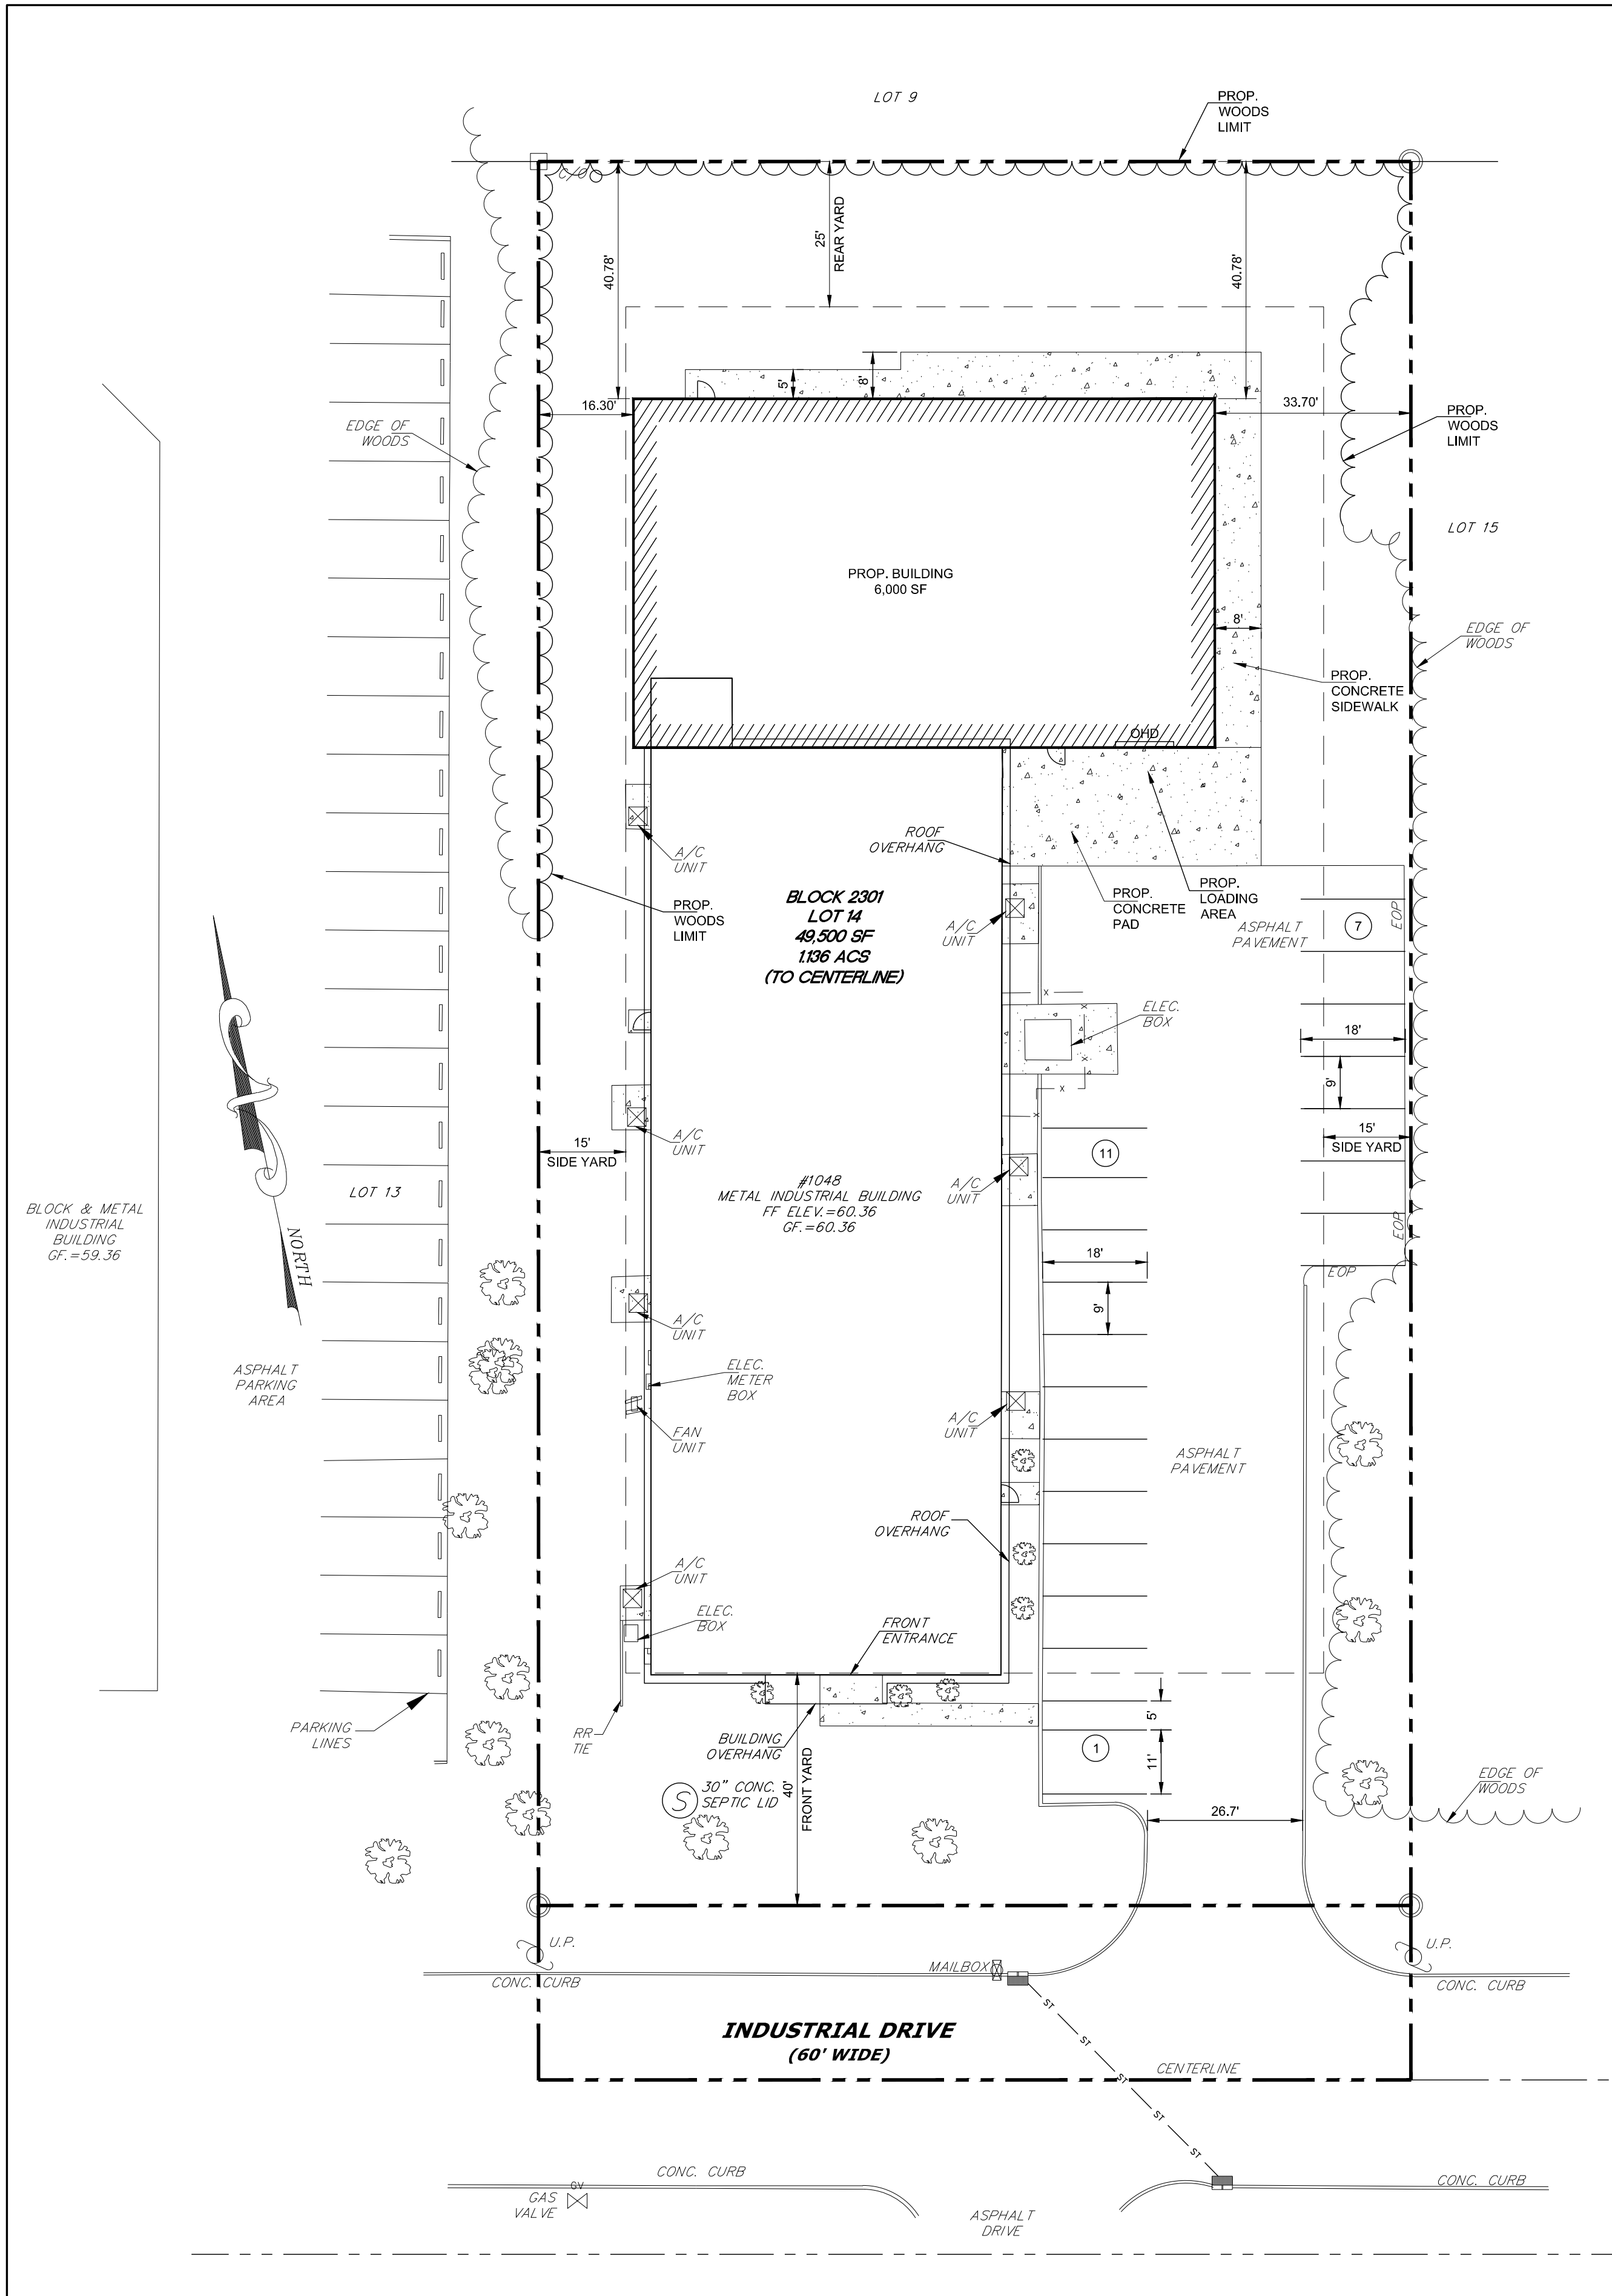 LOT 9
PROP.
WOODS
LIMIT
C/O
25'
REAR YARD
40.78'
40.78'
5'
8'
16.30'
33.70'
EDGE OF
WOODS
PROP.
WOODS
LIMIT
LOT 15
PROP. BUILDING
6,000 SF
8'
EDGE OF
WOODS
PROP.
CONCRETE
SIDEWALK
OHD
A/C
UNIT
ROOF
OVERHANG
PROP.
WOODS
LIMIT
BLOCK 2301
LOT 14
49,500 SF
1.136 ACS
(TO CENTERLINE)
A/C
UNIT
PROP.
CONCRETE
PAD
PROP.
LOADING
AREA
ASPHALT
PAVEMENT
7
EOP
X
X
ELEC.
BOX
X
X
X
18'
9'
15'
SIDE YARD
A/C
UNIT
11
15'
SIDE YARD
LOT 13
#1048
METAL INDUSTRIAL BUILDING
FF ELEV.=60.36
GF.=60.36
A/C
UNIT
BLOCK & METAL
INDUSTRIAL
BUILDING
GF.=59.36
NORTH
EOP
EOP
18'
9'
A/C
UNIT
ASPHALT
PARKING
AREA
ELEC.
METER
BOX
FAN
UNIT
A/C
UNIT
ASPHALT
PAVEMENT
ROOF
OVERHANG
A/C
UNIT
ELEC.
BOX
FRONT
ENTRANCE
PARKING
LINES
RR
TIE
BUILDING
OVERHANG
5'
1
11'
S
30" CONC.
SEPTIC LID
40'
FRONT YARD
26.7'
EDGE OF
WOODS
U.P.
U.P.
CONC. CURB
MAILBOX
CONC. CURB
ST
ST
ST
ST
ST
INDUSTRIAL DRIVE
(60' WIDE)
CENTERLINE
CONC. CURB
GV
GAS
VALVE
ASPHALT
DRIVE
CONC. CURB